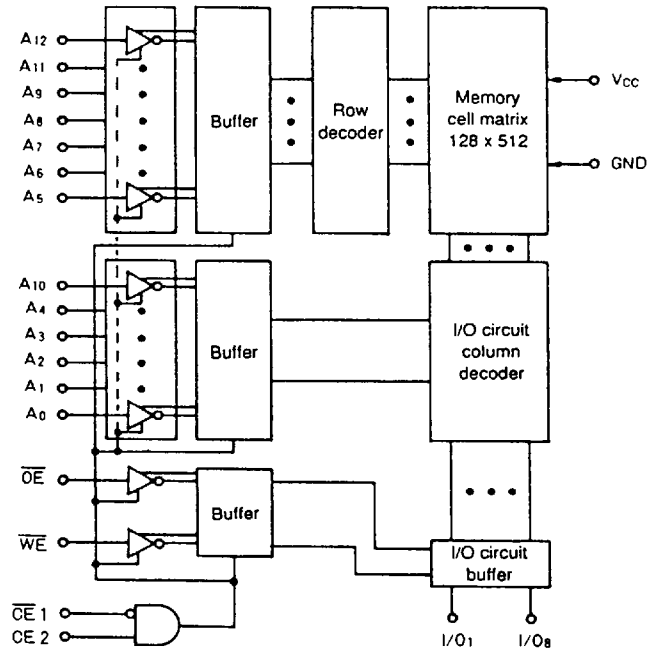 A12
A11
A9
A8
A7
A6
A5
Buffer
Row
decoder
Memory
cell matrix
128 x 512
VCC
GND
A10
A4
A3
A2
A1
A0
Buffer
I/O circuit
column
decoder
OE
WE
Buffer
I/O circuit
buffer
CE 1
CE 2
I/O1
I/O8